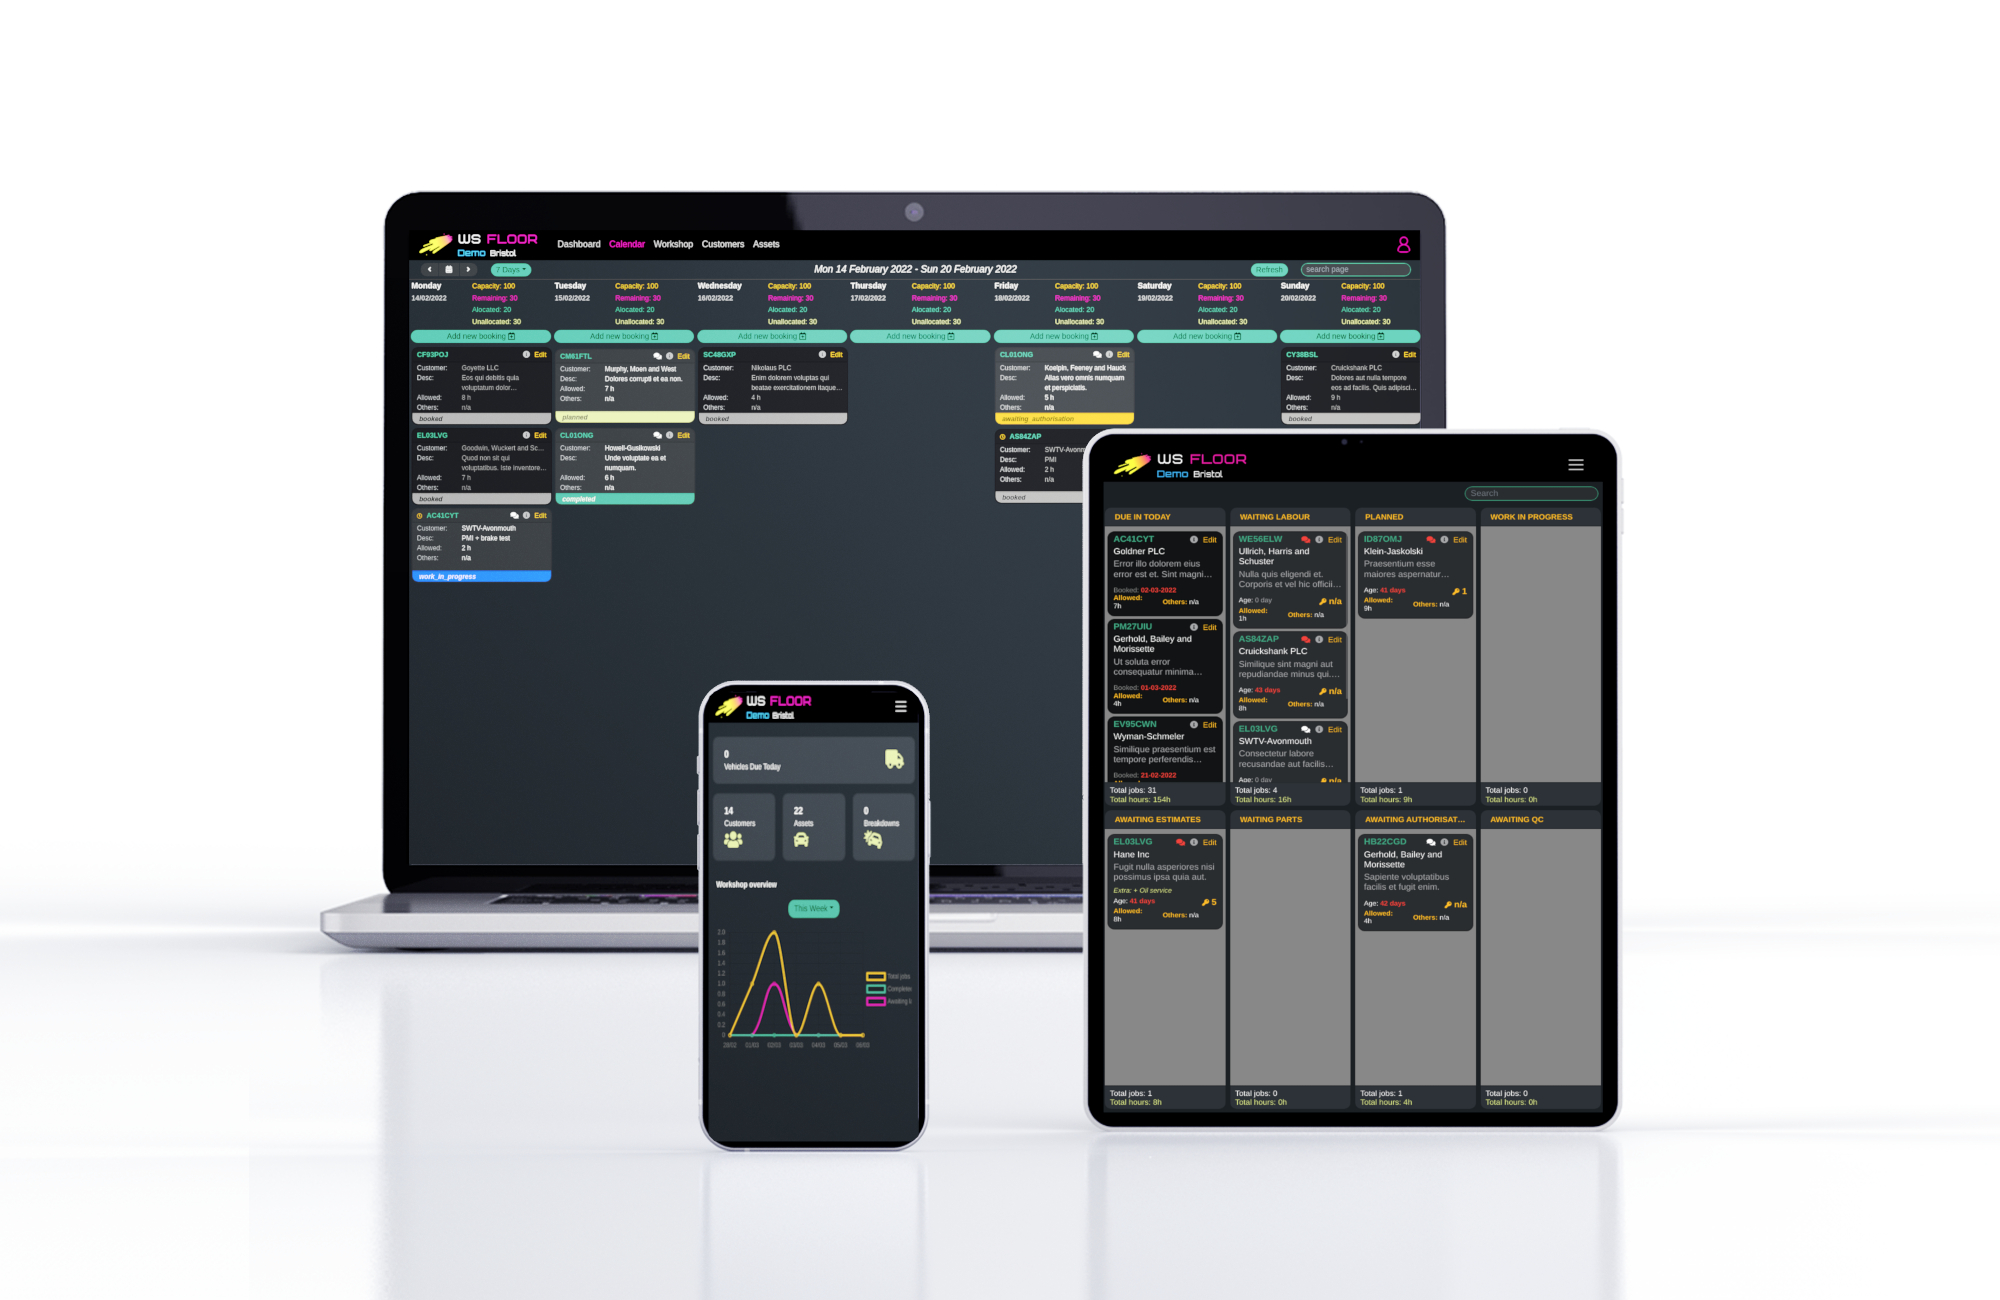 WS FLOOR
Demo Bristol
Dashboard Calendar Workshop Customers Assets
7 Days
Mon 14 February 2022 - Sun 20 February 2022
Refresh
search page
Monday
14/02/2022
Capacity: 100
Remaining: 30
Alocated: 20
Unallocated: 30
Add new booking
CF93POJ Edit
Customer: Goyette LLC
Desc: Eos qui debitis quia
voluptatum dolor...
Allowed: 8 h
Others: n/a
booked
EL03LVG Edit
Customer: Goodwin, Wuckert and Sc...
Desc: Quod non sit qui
voluptatibus. Iste inventore...
Allowed: 7 h
Others: n/a
booked
AC41CYT Edit
Customer: SWTV-Avonmouth
Desc: PMI + brake test
Allowed: 2 h
Others: n/a
work_in_progress
Tuesday
15/02/2022
Capacity: 100
Remaining: 30
Alocated: 20
Unallocated: 30
Add new booking
CM81FTL Edit
Customer: Murphy, Moen and West
Desc: Dolores corrupti et ea non.
Allowed: 7 h
Others: n/a
planned
CL01ONG Edit
Customer: Howell-Gusikowski
Desc: Unde voluptate ea et
numquam.
Allowed: 6 h
Others: n/a
completed
Wednesday
16/02/2022
Capacity: 100
Remaining: 30
Alocated: 20
Unallocated: 30
Add new booking
SC48GXP Edit
Customer: Nikolaus PLC
Desc: Enim dolorem voluptas qui
beatae exercitationem itaque...
Allowed: 4 h
Others: n/a
booked
Thursday
17/02/2022
Capacity: 100
Remaining: 30
Alocated: 20
Unallocated: 30
Add new booking
Friday
18/02/2022
Capacity: 100
Remaining: 30
Alocated: 20
Unallocated: 30
Add new booking
CL01ONG Edit
Customer: Koelpin, Feeney and Hauck
Desc: Alias vero omnis numquam
et perspiciatis.
Allowed: 5 h
Others: n/a
awaiting authorisation
AS84ZAP
Customer: SWTV-Avonm
Desc: PMI
Allowed: 2 h
Others: n/a
booked
Saturday
19/02/2022
Capacity: 100
Remaining: 30
Alocated: 20
Unallocated: 30
Add new booking
Sunday
20/02/2022
Capacity: 100
Remaining: 30
Alocated: 20
Unallocated: 30
Add new booking
CY38BSL Edit
Customer: Cruickshank PLC
Desc: Dolores aut nulla tempore
eos ad facilis. Quis adipisci...
Allowed: 9 h
Others: n/a
booked
WS FLOOR
Demo Bristol
0
Vehicles Due Today
14
Customers
22
Assets
0
Breakdowns
Workshop overview
This Week
2.0
1.8
1.6
1.4
1.2
1.0
0.8
0.6
0.4
0.2
0
28/02 01/03 02/03 03/03 04/03 05/03 06/03
Total jobs
Complete
Awaiting l
WS FLOOR
Demo Bristol
Search
DUE IN TODAY
AC41CYT Edit
Goldner PLC
Error illo dolorem eius
error est et. Sint magni...
Booked: 02-03-2022
Allowed:
7h
Others: n/a
PM27UIU Edit
Gerhold, Bailey and
Morissette
Ut soluta error
consequatur minima...
Booked: 01-03-2022
Allowed:
4h
Others: n/a
EV95CWN Edit
Wyman-Schmeler
Similique praesentium est
tempore perferendis...
Booked: 21-02-2022
Total jobs: 31
Total hours: 154h
WAITING LABOUR
WE56ELW Edit
Ullrich, Harris and
Schuster
Nulla quis eligendi et.
Corporis et vel hic officii...
Age: 0 day n/a
Allowed:
1h
Others: n/a
AS84ZAP Edit
Cruickshank PLC
Similique sint magni aut
repudiandae minus qui....
Age: 43 days n/a
Allowed:
8h
Others: n/a
EL03LVG Edit
SWTV-Avonmouth
Consectetur labore
recusandae aut facilis...
Age: 0 day n/a
Total jobs: 4
Total hours: 16h
PLANNED
ID87OMJ Edit
Klein-Jaskolski
Praesentium esse
maiores aspernatur...
Age: 41 days 1
Allowed:
9h
Others: n/a
Total jobs: 1
Total hours: 9h
WORK IN PROGRESS
Total jobs: 0
Total hours: 0h
AWAITING ESTIMATES
EL03LVG Edit
Hane Inc
Fugit nulla asperiores nisi
possimus ipsa quia aut.
Extra: + Oil service
Age: 41 days 5
Allowed:
8h
Others: n/a
Total jobs: 1
Total hours: 8h
WAITING PARTS
Total jobs: 0
Total hours: 0h
AWAITING AUTHORISAT...
HB22CGD Edit
Gerhold, Bailey and
Morissette
Sapiente voluptatibus
facilis et fugit enim.
Age: 42 days n/a
Allowed:
4h
Others: n/a
Total jobs: 1
Total hours: 4h
AWAITING QC
Total jobs: 0
Total hours: 0h